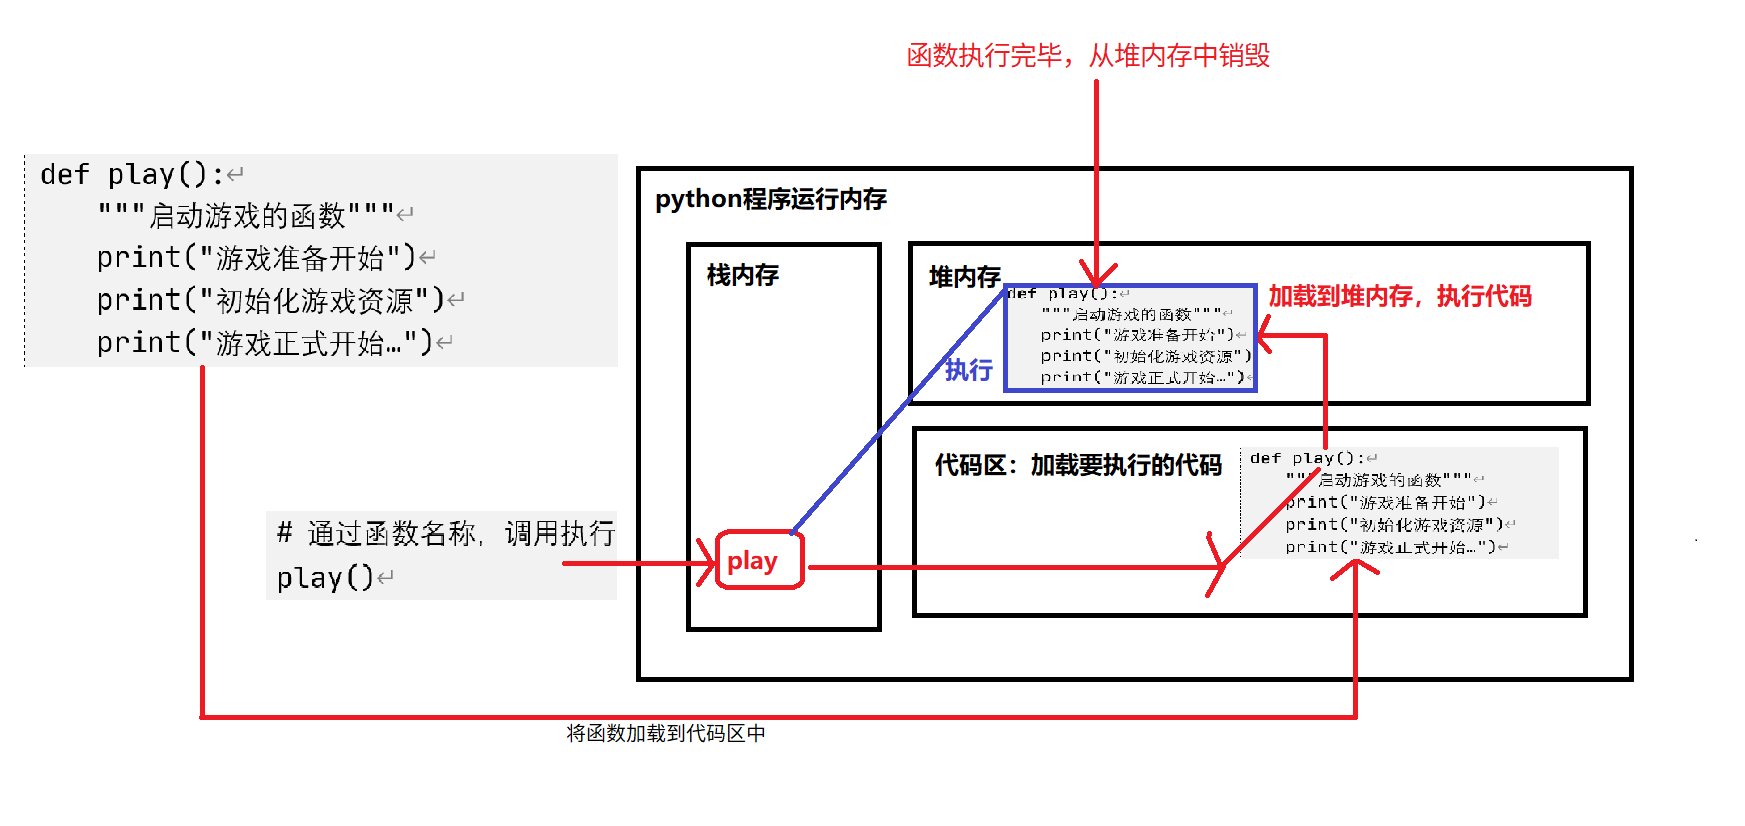 函数执行完毕，从堆内存中销毁
def play():↵
"""启动游戏的函数"""↵
print("游戏准备开始")↵
print("初始化游戏资源")↵
print("游戏正式开始…")↵
python程序运行内存
栈内存
堆内存
def play():↵
"""启动游戏的函数"""↵
print("游戏准备开始")↵
print("初始化游戏资源")
print("游戏正式开始…")↵
加载到堆内存，执行代码
执行
代码区：加载要执行的代码
def play():↵
"""启动游戏的函数"""↵
print("游戏准备开始")↵
print("初始化游戏资源")↵
print("游戏正式开始…")↵
# 通过函数名称，调用执行
play()↵
play
将函数加载到代码区中